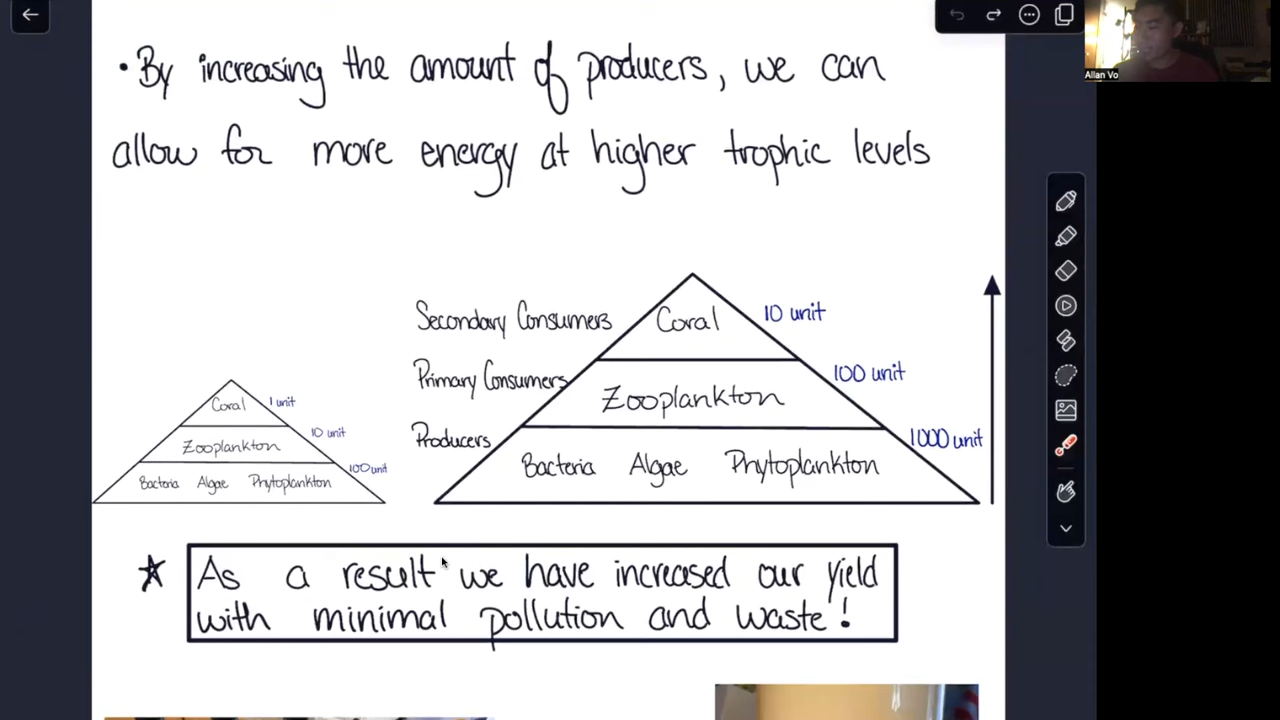 Allan Vo
• By increasing the amount of producers, we can
allow for more energy at higher trophic levels
Secondary Consumers
Coral
10 unit
Primary Consumers
Zooplankton
100 unit
Producers
Bacteria Algae Phytoplankton
1000 unit
Coral
1 unit
Zooplankton
10 unit
Bacteria Algae Phytoplankton
100 unit
As a result we have increased our yield
with minimal pollution and waste!